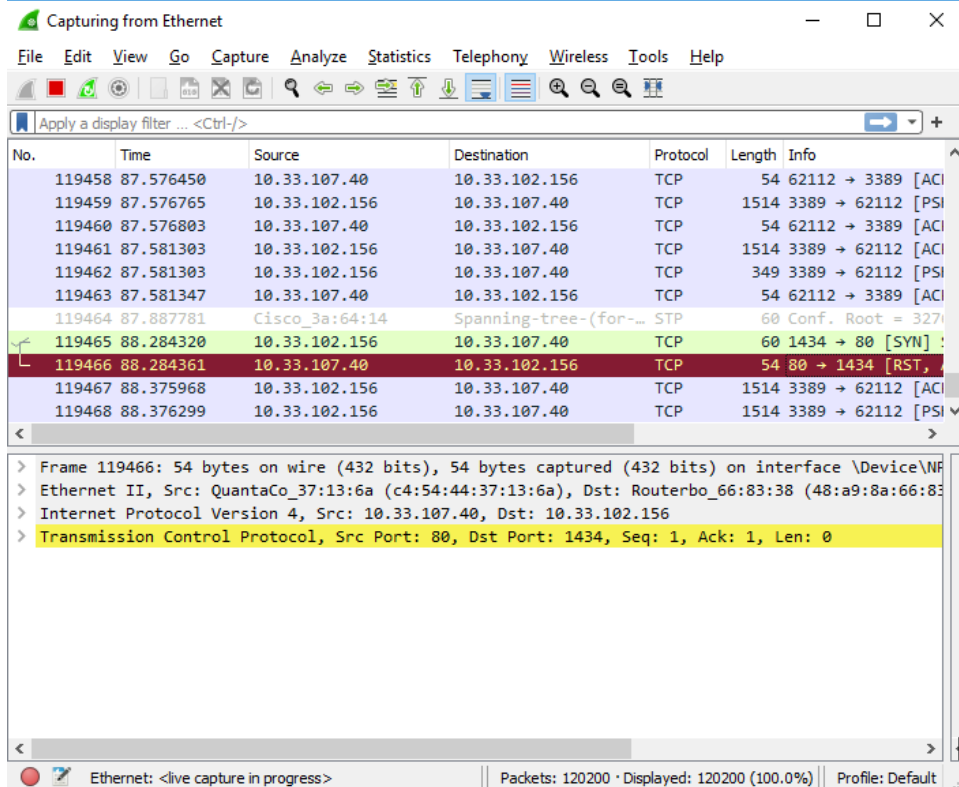 Capturing from Ethernet
File Edit View Go Capture Analyze Statistics Telephony Wireless Tools Help
Apply a display filter ... <Ctrl-/>
No. Time Source Destination Protocol Length Info
119458 87.576450 10.33.107.40 10.33.102.156 TCP 54 62112 → 3389 [ACI
119459 87.576765 10.33.102.156 10.33.107.40 TCP 1514 3389 → 62112 [PSI
119460 87.576803 10.33.107.40 10.33.102.156 TCP 54 62112 → 3389 [ACI
119461 87.581303 10.33.102.156 10.33.107.40 TCP 1514 3389 → 62112 [ACI
119462 87.581303 10.33.102.156 10.33.107.40 TCP 349 3389 → 62112 [PSI
119463 87.581347 10.33.107.40 10.33.102.156 TCP 54 62112 → 3389 [ACI
119464 87.887781 Cisco_3a:64:14 Spanning-tree-(for-… STP 60 Conf. Root = 327
119465 88.284320 10.33.102.156 10.33.107.40 TCP 60 1434 → 80 [SYN]
119466 88.284361 10.33.107.40 10.33.102.156 TCP 54 80 → 1434 [RST,
119467 88.375968 10.33.102.156 10.33.107.40 TCP 1514 3389 → 62112 [ACI
119468 88.376299 10.33.102.156 10.33.107.40 TCP 1514 3389 → 62112 [PSI
Frame 119466: 54 bytes on wire (432 bits), 54 bytes captured (432 bits) on interface \Device\NP
Ethernet II, Src: QuantaCo_37:13:6a (c4:54:44:37:13:6a), Dst: Routerbo_66:83:38 (48:a9:8a:66:83
Internet Protocol Version 4, Src: 10.33.107.40, Dst: 10.33.102.156
Transmission Control Protocol, Src Port: 80, Dst Port: 1434, Seq: 1, Ack: 1, Len: 0
Ethernet: <live capture in progress> Packets: 120200 · Displayed: 120200 (100.0%) Profile: Default